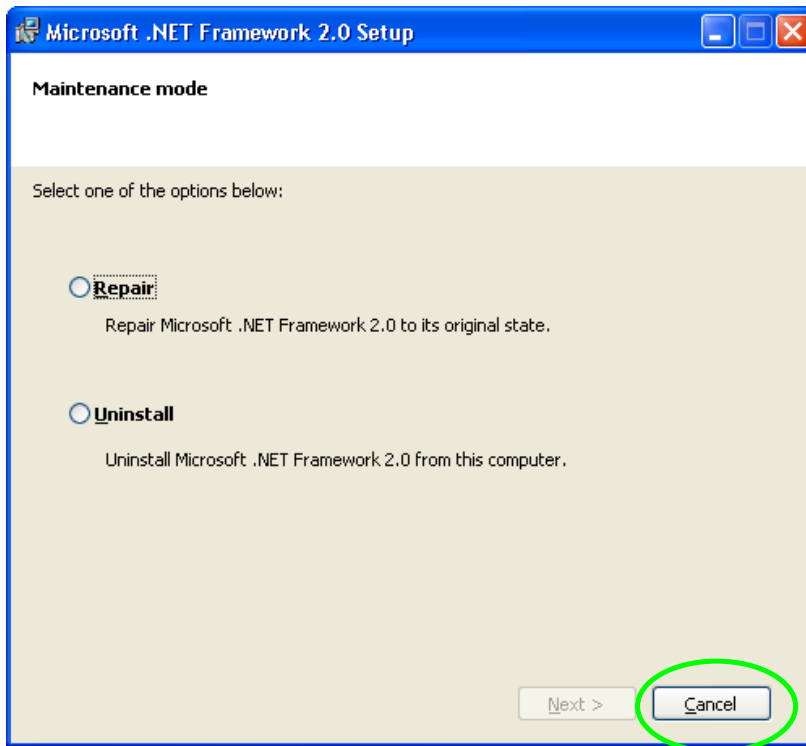 Microsoft .NET Framework 2.0 Setup
Maintenance mode
Select one of the options below:
Repair
Repair Microsoft .NET Framework 2.0 to its original state.
Uninstall
Uninstall Microsoft .NET Framework 2.0 from this computer.
Next > Cancel